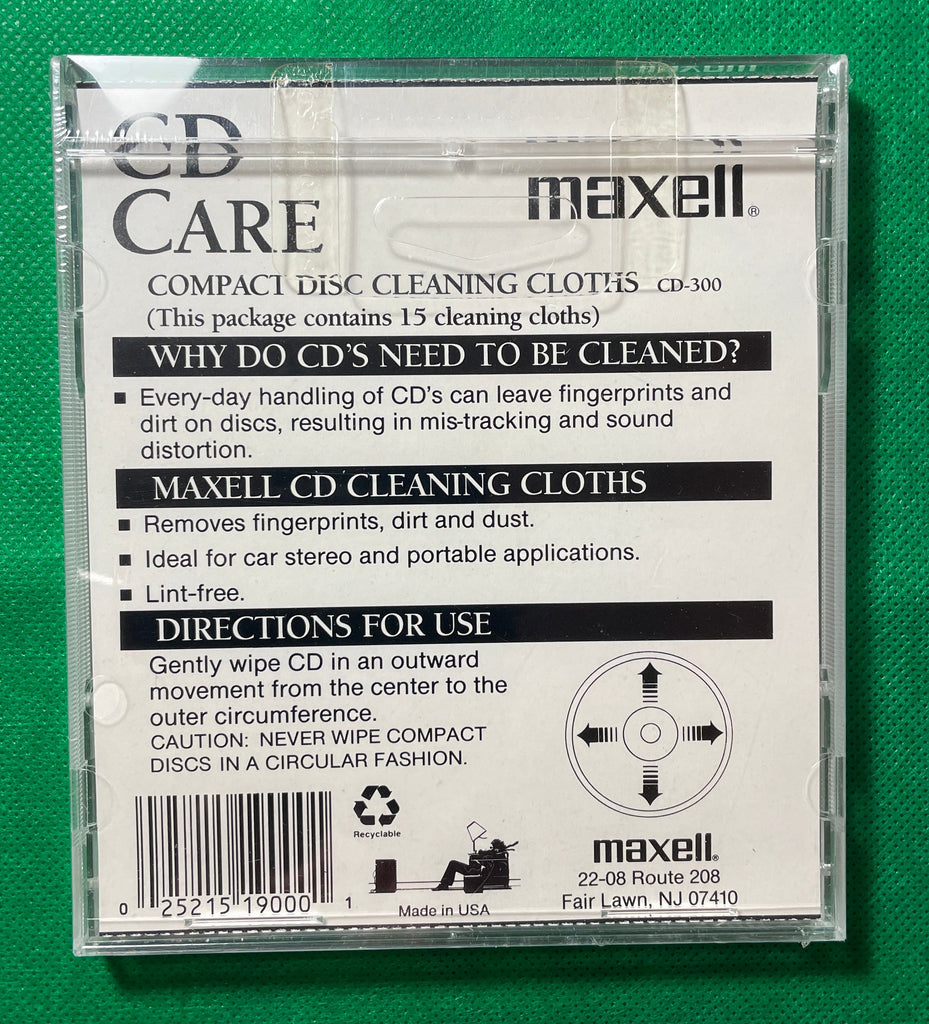 CD
CARE
maxell®
COMPACT DISC CLEANING CLOTHS CD-300
(This package contains 15 cleaning cloths)
WHY DO CD'S NEED TO BE CLEANED?
■ Every-day handling of CD's can leave fingerprints and
dirt on discs, resulting in mis-tracking and sound
distortion.
MAXELL CD CLEANING CLOTHS
■ Removes fingerprints, dirt and dust.
■ Ideal for car stereo and portable applications.
■ Lint-free.
DIRECTIONS FOR USE
Gently wipe CD in an outward
movement from the center to the
outer circumference.
CAUTION: NEVER WIPE COMPACT
DISCS IN A CIRCULAR FASHION.
Recyclable
0 25215 19000 1
Made in USA
maxell®
22-08 Route 208
Fair Lawn, NJ 07410